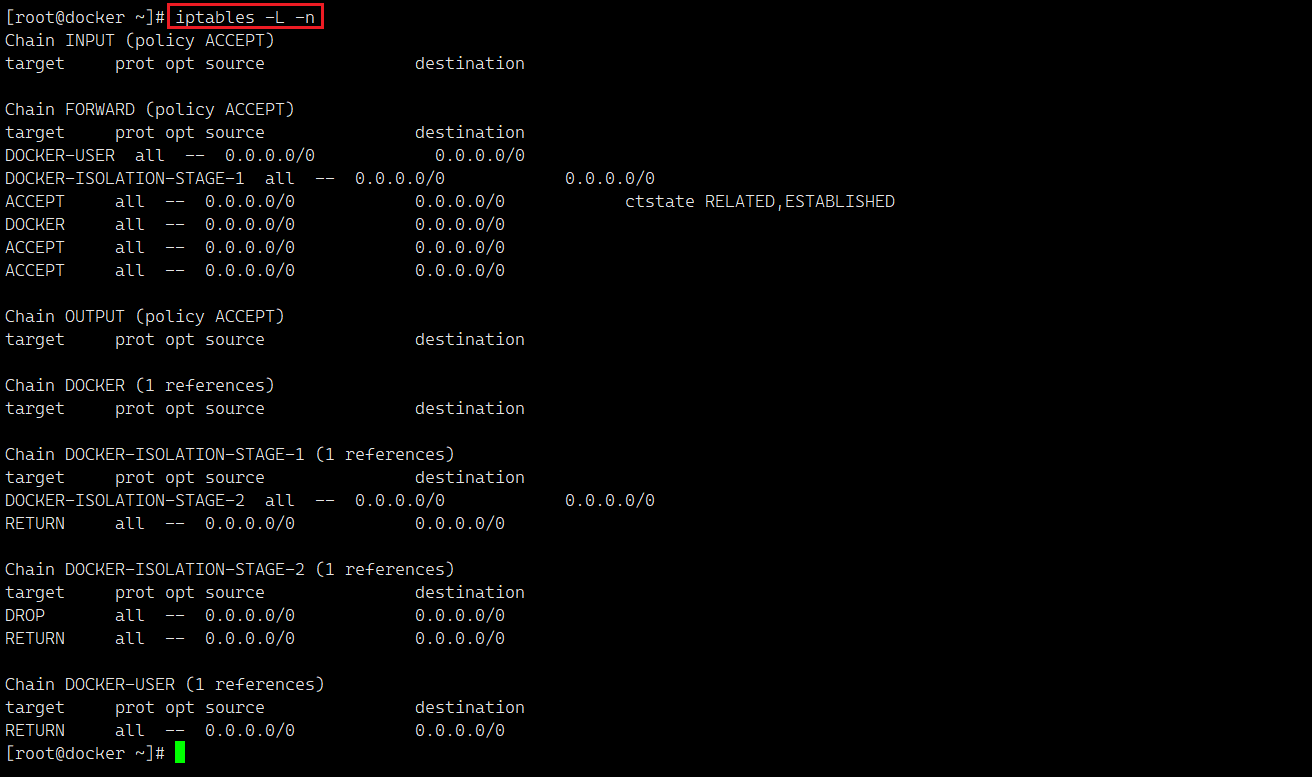 [root@docker ~]# iptables -L -n
Chain INPUT (policy ACCEPT)
target     prot opt source               destination

Chain FORWARD (policy ACCEPT)
target     prot opt source               destination
DOCKER-USER  all  --  0.0.0.0/0            0.0.0.0/0
DOCKER-ISOLATION-STAGE-1  all  --  0.0.0.0/0            0.0.0.0/0
ACCEPT     all  --  0.0.0.0/0            0.0.0.0/0            ctstate RELATED,ESTABLISHED
DOCKER     all  --  0.0.0.0/0            0.0.0.0/0
ACCEPT     all  --  0.0.0.0/0            0.0.0.0/0
ACCEPT     all  --  0.0.0.0/0            0.0.0.0/0

Chain OUTPUT (policy ACCEPT)
target     prot opt source               destination

Chain DOCKER (1 references)
target     prot opt source               destination

Chain DOCKER-ISOLATION-STAGE-1 (1 references)
target     prot opt source               destination
DOCKER-ISOLATION-STAGE-2  all  --  0.0.0.0/0            0.0.0.0/0
RETURN     all  --  0.0.0.0/0            0.0.0.0/0

Chain DOCKER-ISOLATION-STAGE-2 (1 references)
target     prot opt source               destination
DROP       all  --  0.0.0.0/0            0.0.0.0/0
RETURN     all  --  0.0.0.0/0            0.0.0.0/0

Chain DOCKER-USER (1 references)
target     prot opt source               destination
RETURN     all  --  0.0.0.0/0            0.0.0.0/0
[root@docker ~]#